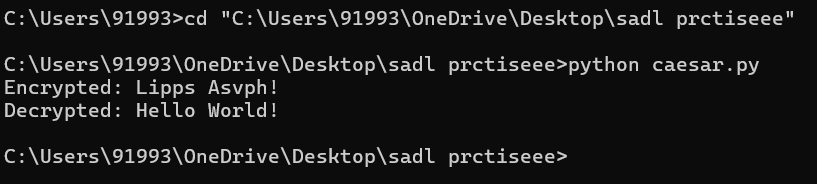 C:\Users\91993>cd "C:\Users\91993\OneDrive\Desktop\sadl prctiseee"
C:\Users\91993\OneDrive\Desktop\sadl prctiseee>python caesar.py
Encrypted: Lipps Asvph!
Decrypted: Hello World!
C:\Users\91993\OneDrive\Desktop\sadl prctiseee>